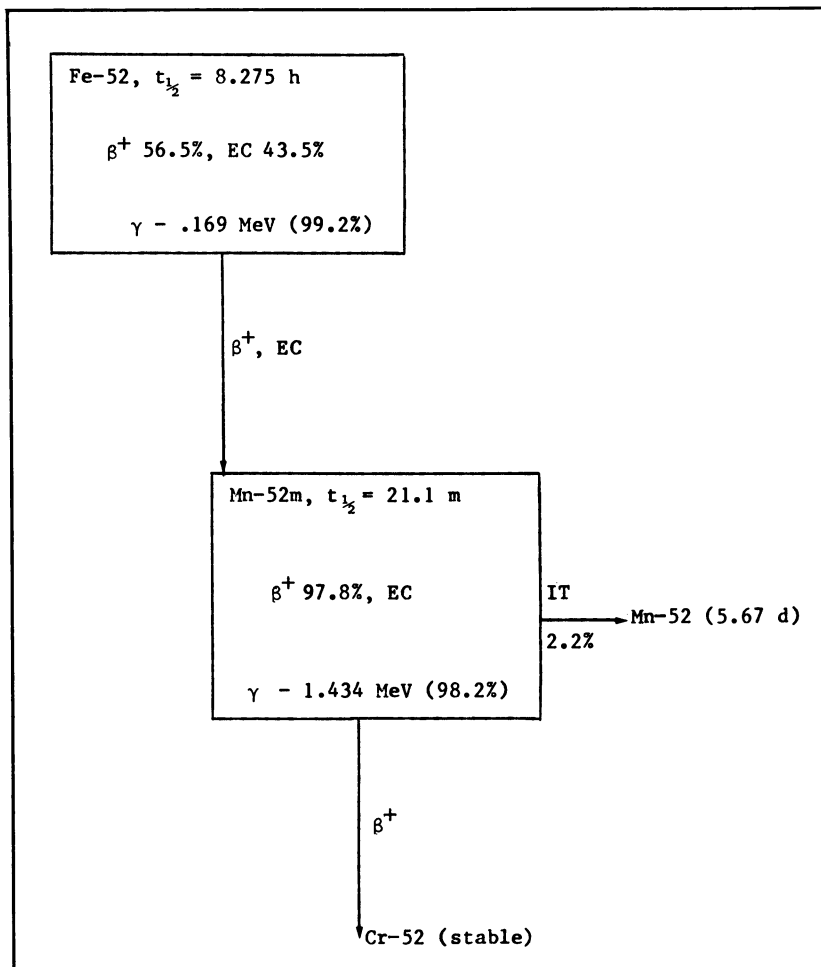 Fe-52, t½ = 8.275 h
β+ 56.5%, EC 43.5%
γ - .169 MeV (99.2%)
β+, EC
Mn-52m, t½ = 21.1 m
β+ 97.8%, EC
IT
Mn-52 (5.67 d)
2.2%
γ - 1.434 MeV (98.2%)
β+
Cr-52 (stable)